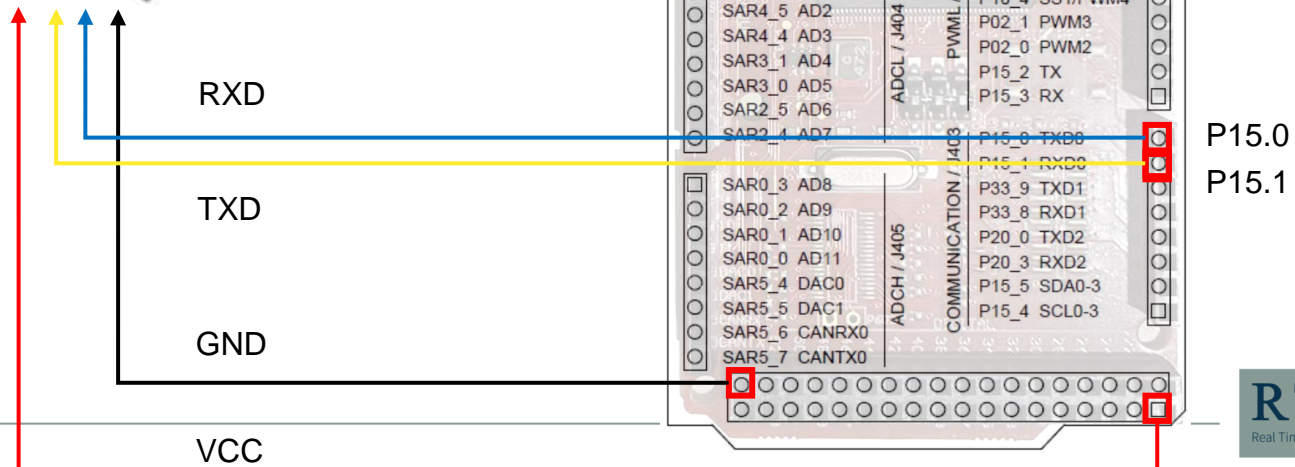 SAR4_5 AD2
SAR4_4 AD3
SAR3_1 AD4
SAR3_0 AD5
SAR2_5 AD6
SAR2_4 AD7
ADCL / J404
PWML /
P02_1 PWM3
P02_0 PWM2
P15_2 TX
P15_3 RX
RXD
P15_0 TXD0
P15.0
P15_1 RXD0
P15.1
TXD
SAR0_3 AD8
SAR0_2 AD9
SAR0_1 AD10
SAR0_0 AD11
SAR5_4 DAC0
SAR5_5 DAC1
SAR5_6 CANRX0
SAR5_7 CANTX0
ADCH / J405
COMMUNICATION / J403
P33_9 TXD1
P33_8 RXD1
P20_0 TXD2
P20_3 RXD2
P15_5 SDA0-3
P15_4 SCL0-3
GND
VCC
R
Real